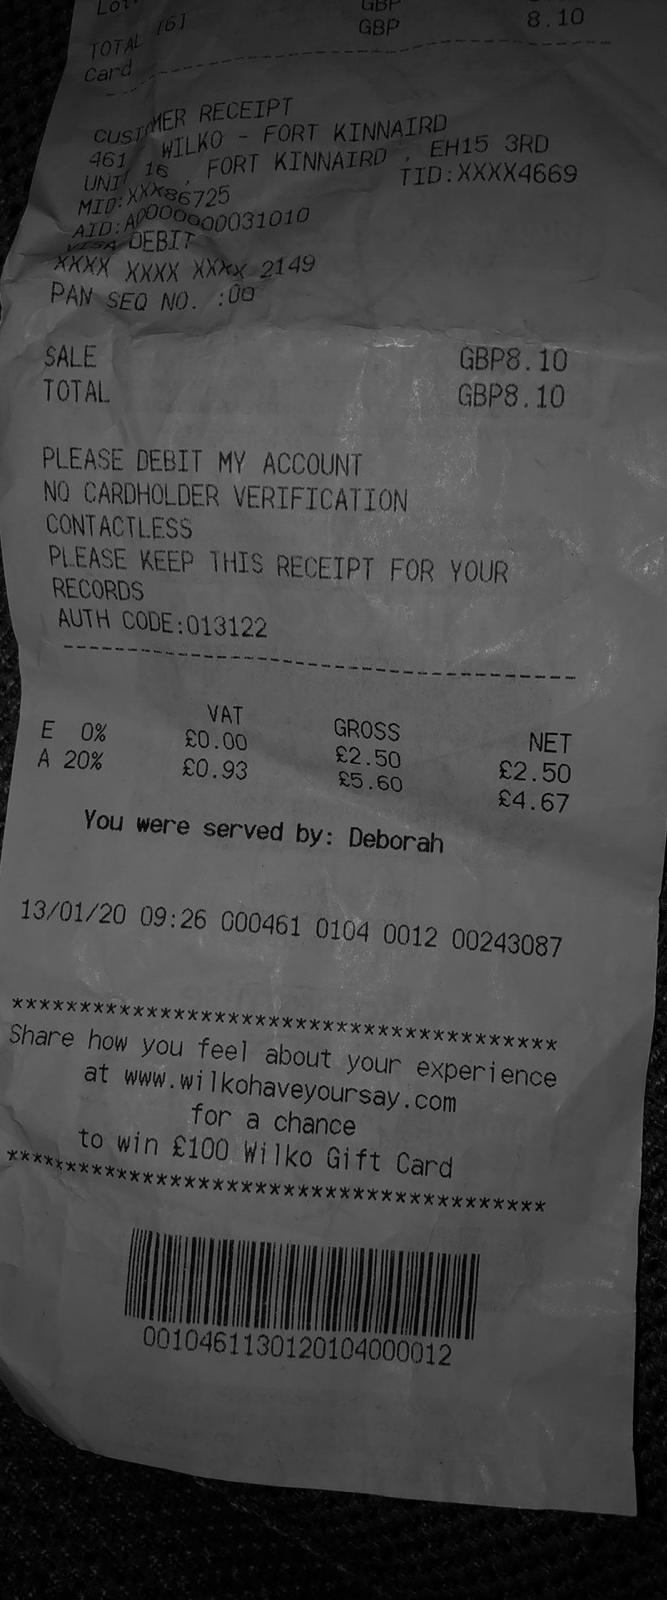 GBP
TOTAL [6] GBP 8.10
Card
CUSTOMER RECEIPT
461 WILKO - FORT KINNAIRD
UNIT 16 , FORT KINNAIRD , EH15 3RD
MID:XXX86725 TID:XXXX4669
AID:A0000000031010
VISA DEBIT
XXXX XXXX XXXX 2149
PAN SEQ NO. :00
SALE GBP8.10
TOTAL GBP8.10
PLEASE DEBIT MY ACCOUNT
NO CARDHOLDER VERIFICATION
CONTACTLESS
PLEASE KEEP THIS RECEIPT FOR YOUR
RECORDS
AUTH CODE:013122
VAT GROSS NET
E 0% £0.00 £2.50 £2.50
A 20% £0.93 £5.60 £4.67
You were served by: Deborah
13/01/20 09:26 000461 0104 0012 00243087
****************************************
Share how you feel about your experience
at www.wilkohaveyoursay.com
for a chance
to win £100 Wilko Gift Card
****************************************
0010461130120104000012